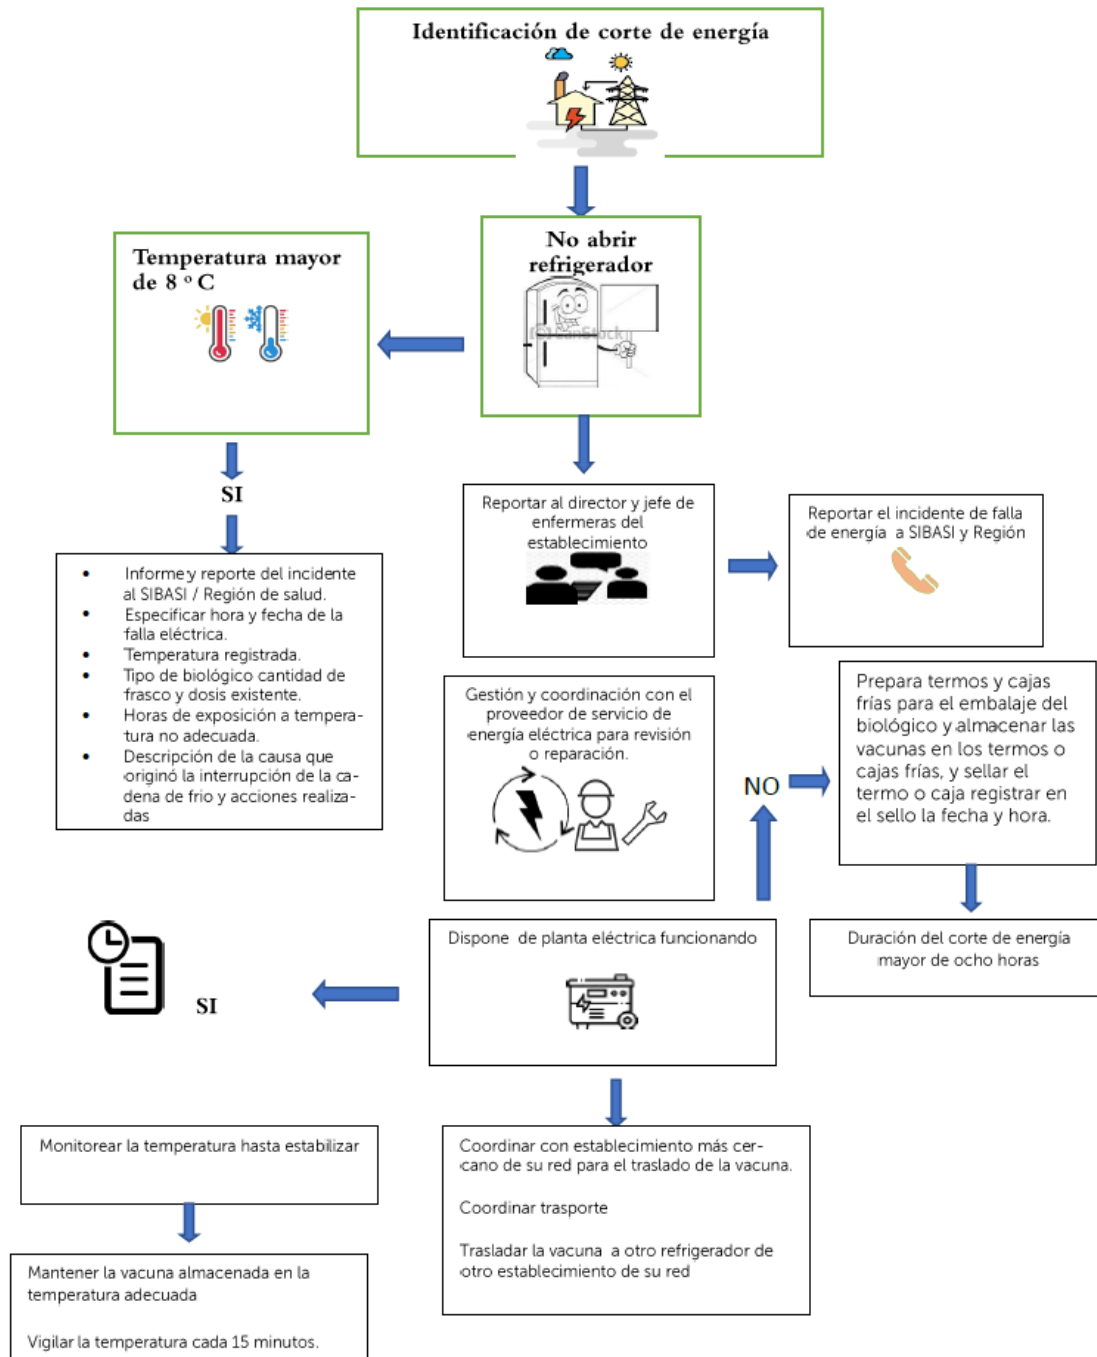 Identificación de corte de energía
No abrir
refrigerador
Temperatura mayor
de 8 º C
SI
Reportar al director y jefe de
enfermeras del
establecimiento
Reportar el incidente de falla
de energía a SIBASI y Región
• Informe y reporte del incidente
al SIBASI / Región de salud.
• Especificar hora y fecha de la
falla eléctrica.
• Temperatura registrada.
• Tipo de biológico cantidad de
frasco y dosis existente.
• Horas de exposición a tempera-
tura no adecuada.
• Descripción de la causa que
originó la interrupción de la ca-
dena de frio y acciones realiza-
das
Gestión y coordinación con el
proveedor de servicio de
energía eléctrica para revisión
o reparación.
NO
Prepara termos y cajas
frías para el embalaje del
biológico y almacenar las
vacunas en los termos o
cajas frías, y sellar el
termo o caja registrar en
el sello la fecha y hora.
Dispone de planta eléctrica funcionando
Duración del corte de energía
mayor de ocho horas
SI
Monitorear la temperatura hasta estabilizar
Coordinar con establecimiento más cer-
cano de su red para el traslado de la vacuna.
Coordinar trasporte
Trasladar la vacuna a otro refrigerador de
otro establecimiento de su red
Mantener la vacuna almacenada en la
temperatura adecuada
Vigilar la temperatura cada 15 minutos.